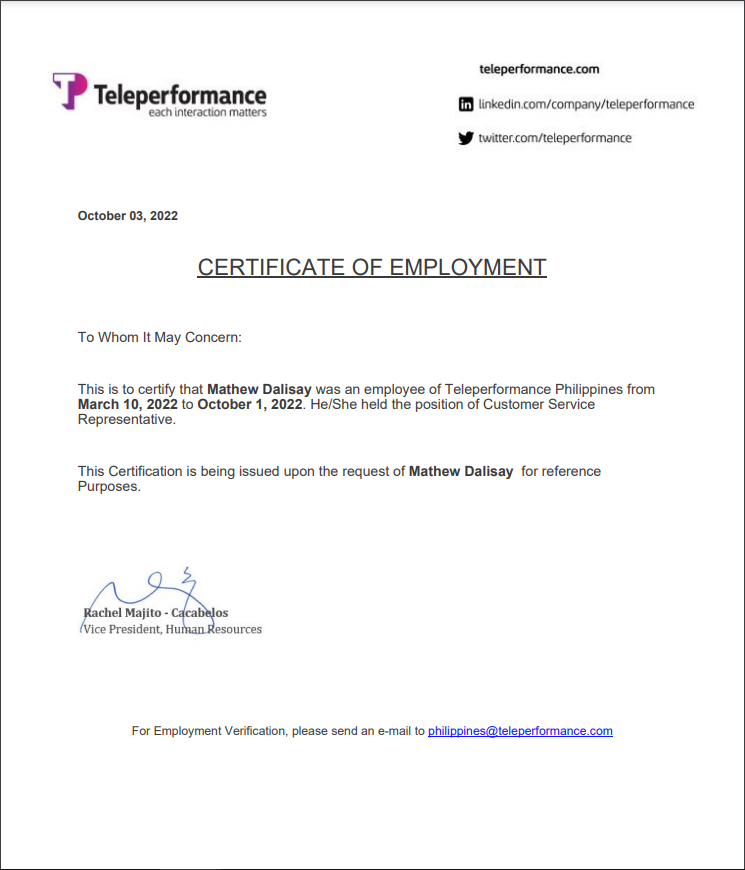 Teleperformance
each interaction matters
teleperformance.com
linkedin.com/company/teleperformance
twitter.com/teleperformance
October 03, 2022
CERTIFICATE OF EMPLOYMENT
To Whom It May Concern:
This is to certify that Mathew Dalisay was an employee of Teleperformance Philippines from
March 10, 2022 to October 1, 2022. He/She held the position of Customer Service
Representative.
This Certification is being issued upon the request of Mathew Dalisay for reference
Purposes.
Rachel Majito - Cacabelos
Vice President, Human Resources
For Employment Verification, please send an e-mail to philippines@teleperformance.com